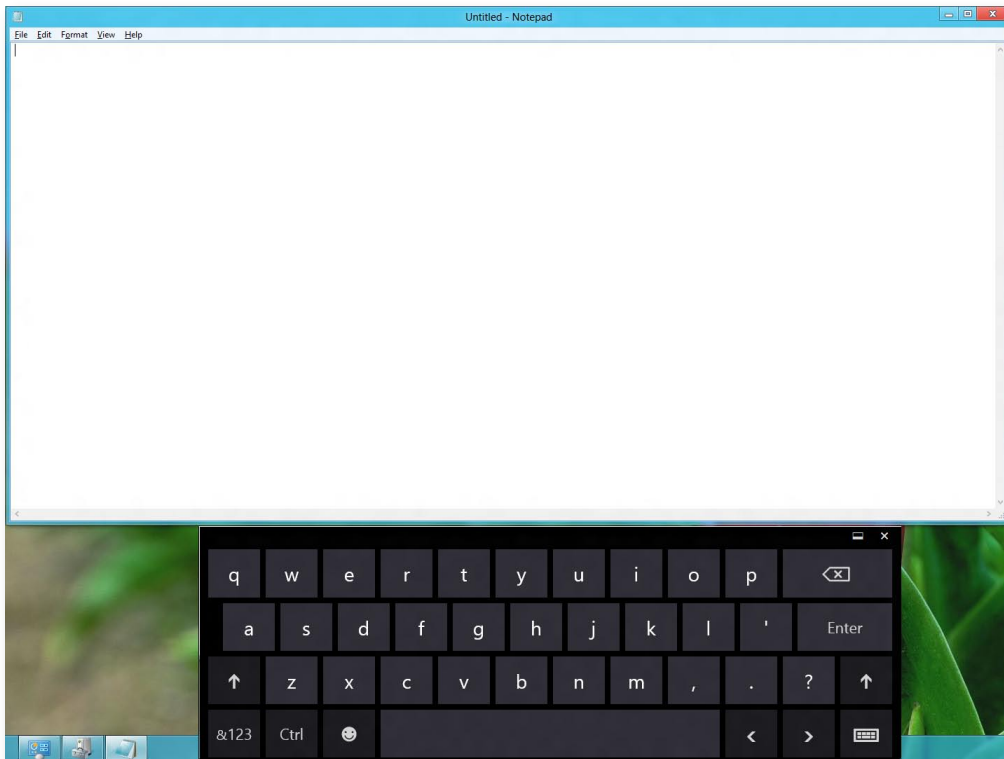 Untitled - Notepad
File Edit Format View Help
q w e r t y u i o p
a s d f g h j k l ' Enter
z x c v b n m , . ?
&123 Ctrl < >